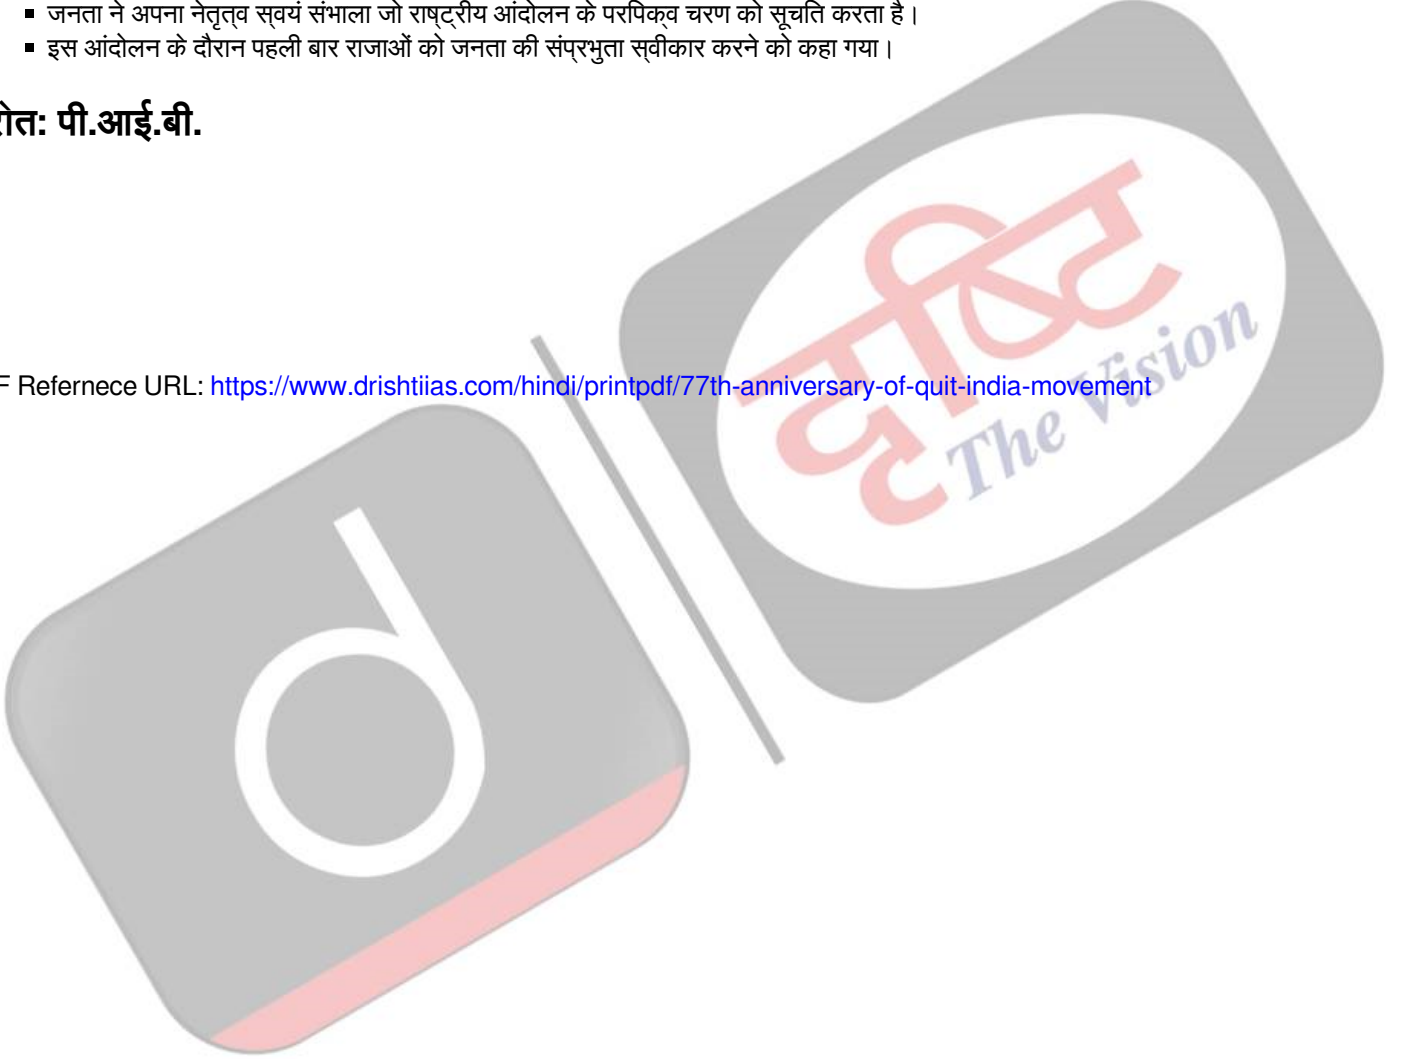 ▪ जनता ने अपना नेतृत्व स्वयं संभाला जो राष्ट्रीय आंदोलन के परिपक्व चरण को सूचति करता है।
▪ इस आंदोलन के दौरान पहली बार राजाओं को जनता की संप्रभुता स्वीकार करने को कहा गया।
पी.आई.बी.
Refernece URL: https://www.drishtiias.com/hindi/printpdf/77th-anniversary-of-quit-india-movement
दृष्टि
The Vision
d